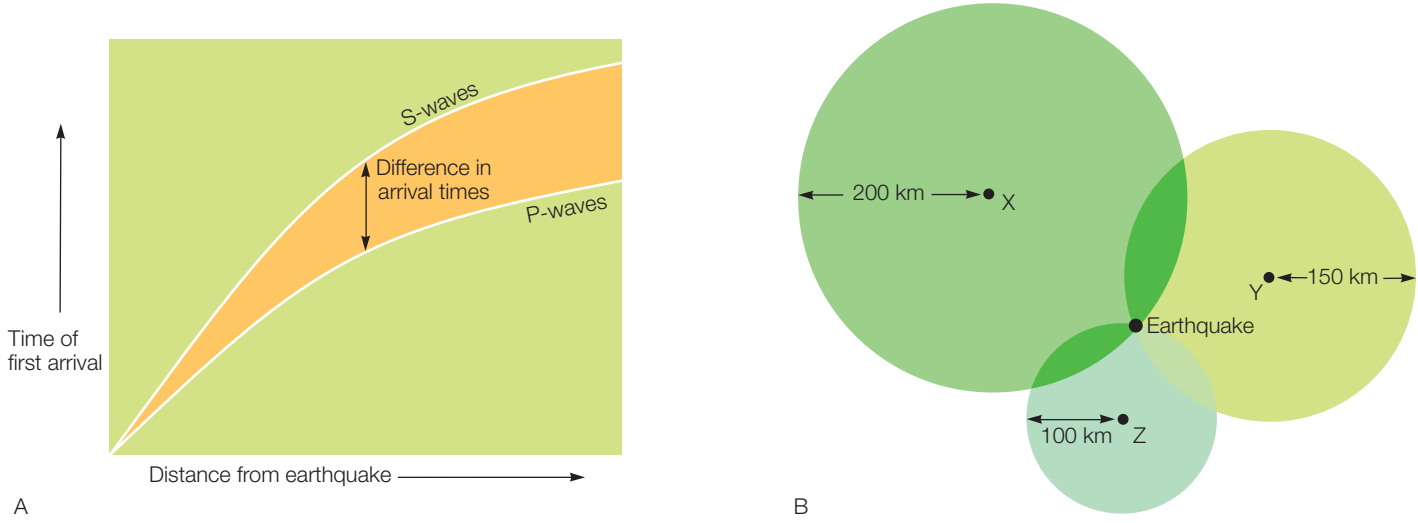 S-waves
Difference in
arrival times
P-waves
Time of
first arrival
Distance from earthquake
A
200 km
X
Y
150 km
Earthquake
100 km
Z
B